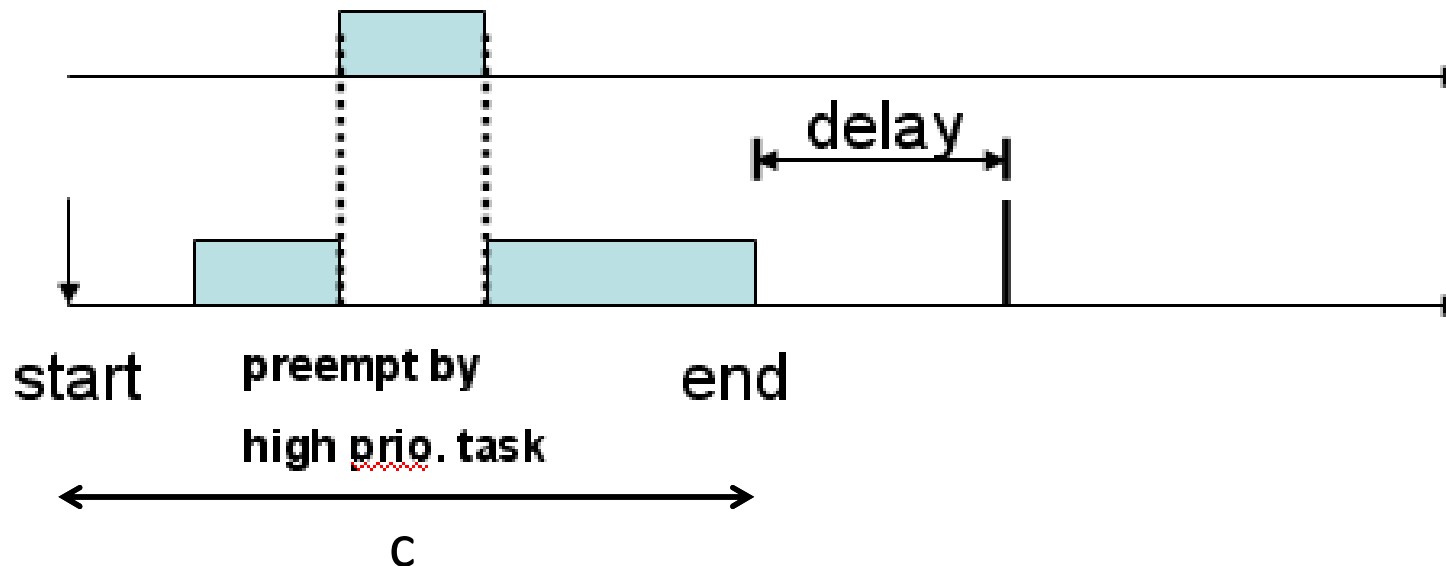 delay
start
preempt by
end
high prio. task
c